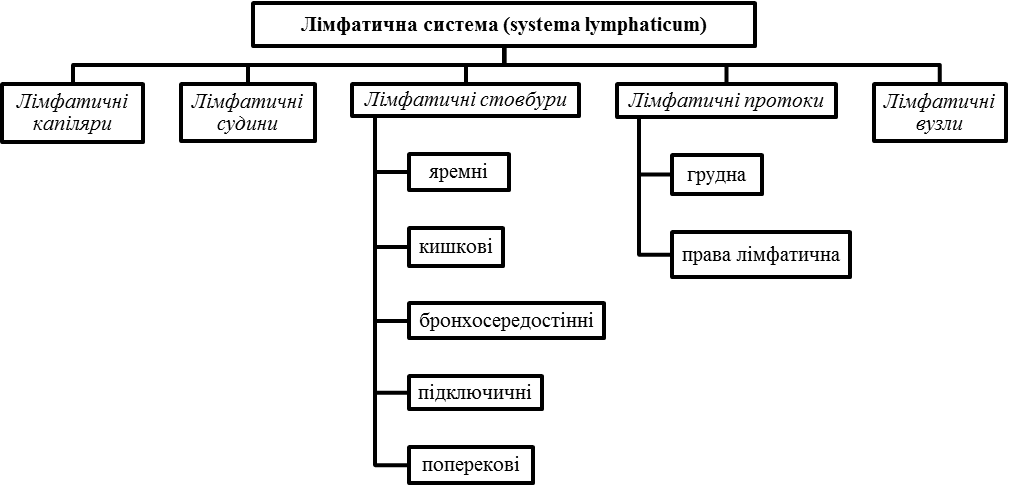 Лімфатична система (systema lymphaticum)
Лімфатичні
капіляри
Лімфатичні
судини
Лімфатичні стовбури
Лімфатичні протоки
Лімфатичні
вузли
яремні
кишкові
бронхосередостінні
підключичні
поперекові
грудна
права лімфатична